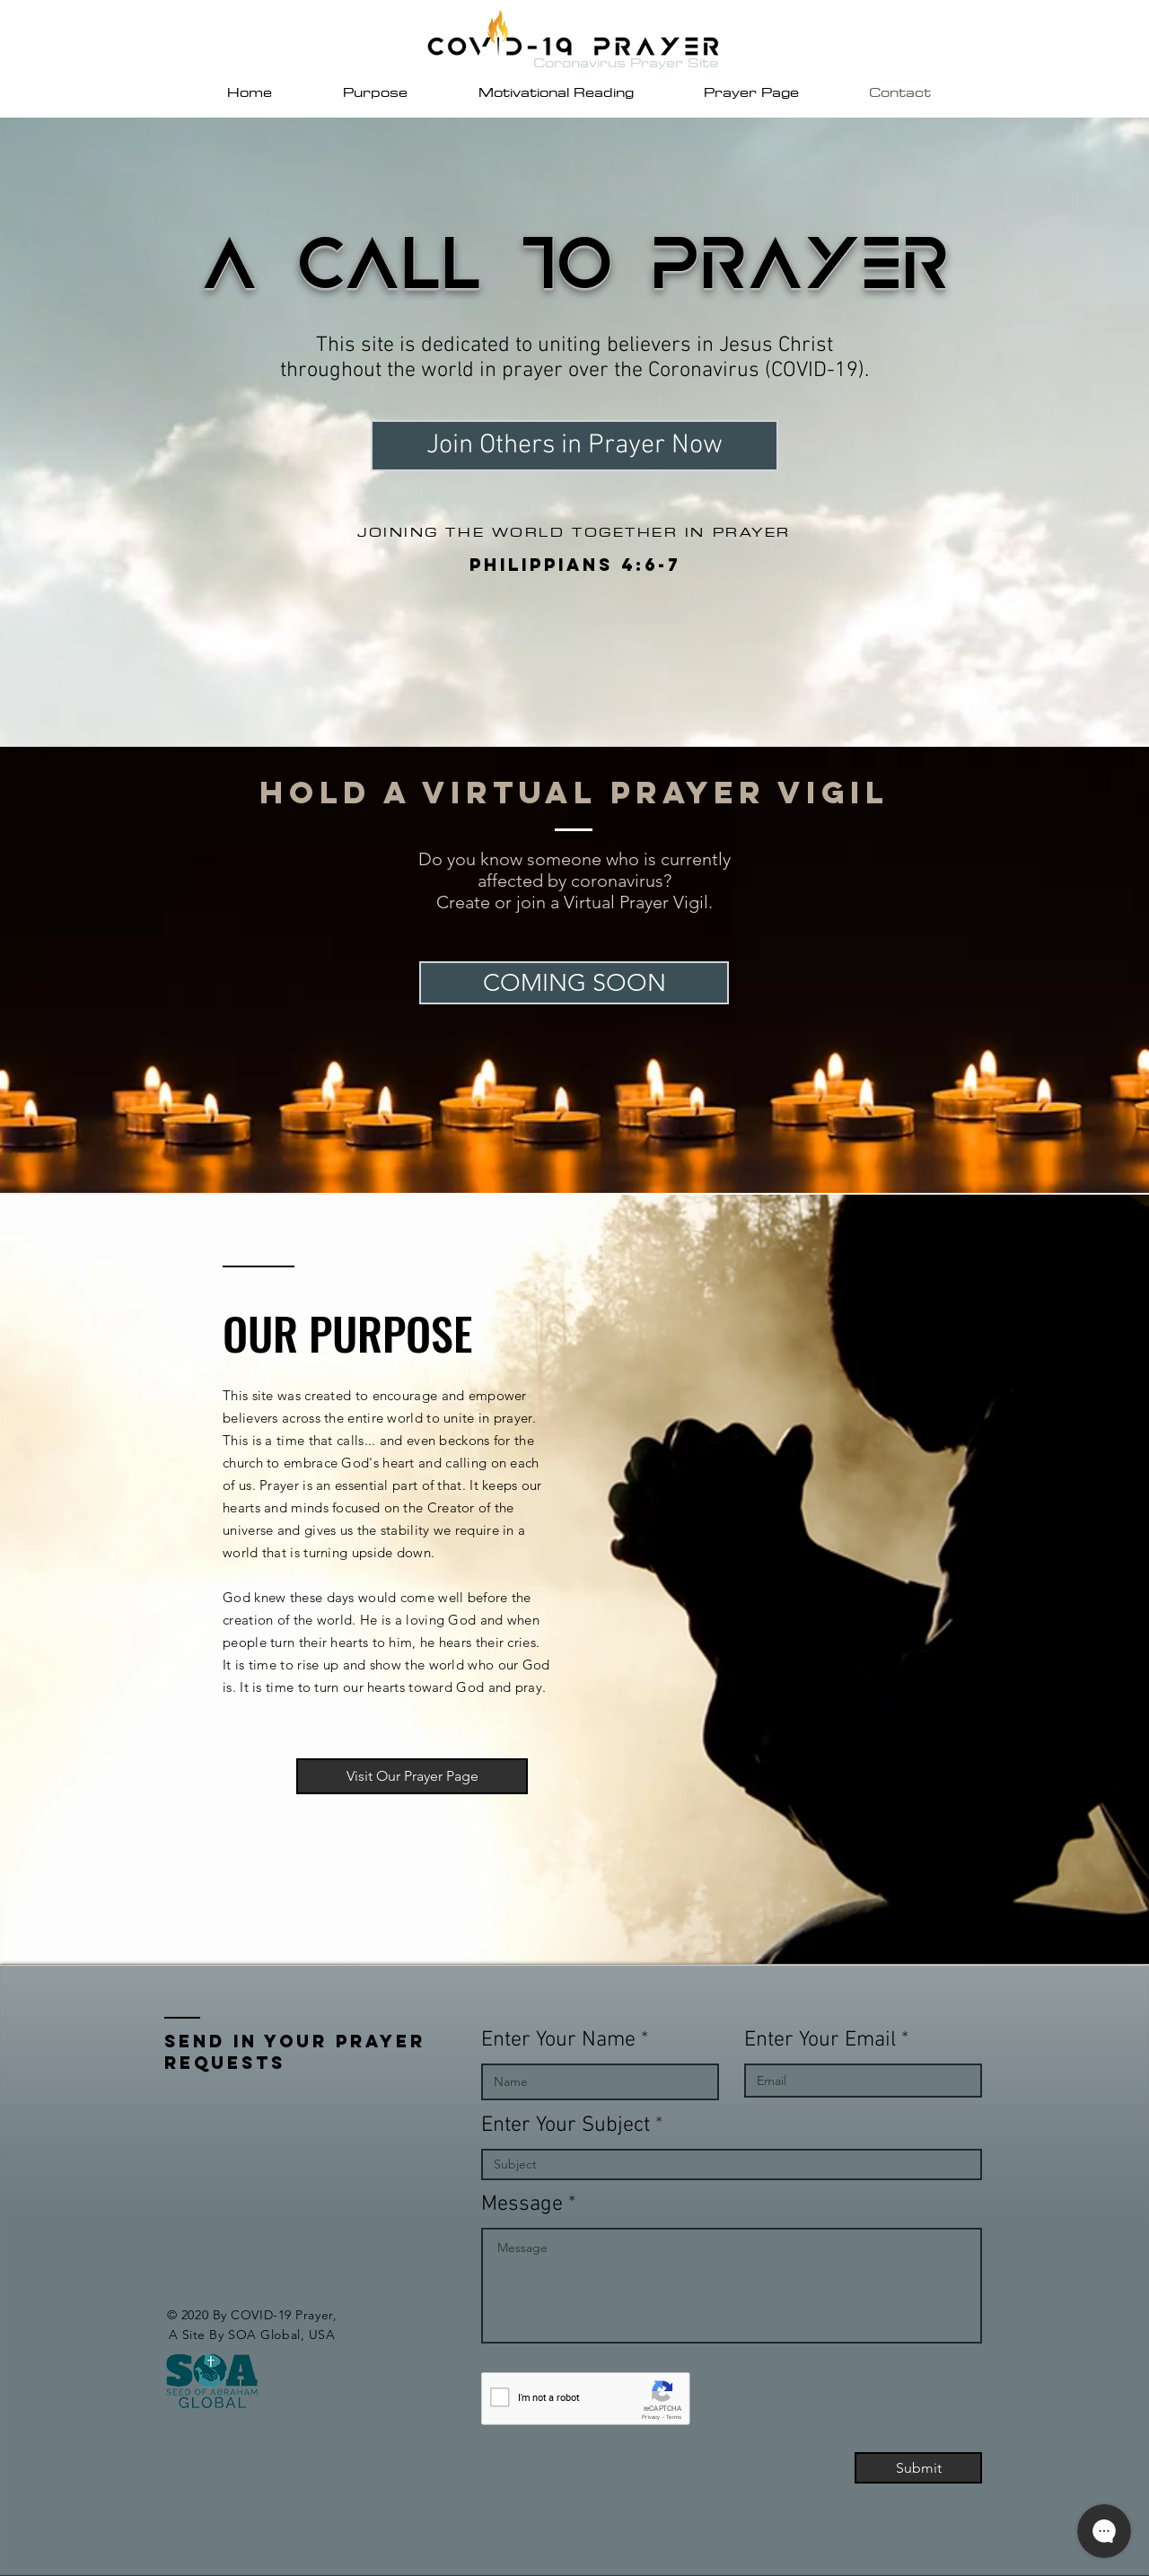 COVID-19 PRAYER
Coronavirus Prayer Site
Home Purpose Motivational Reading Prayer Page Contact
A CALL TO PRAYER
This site is dedicated to uniting believers in Jesus Christ
throughout the world in prayer over the Coronavirus (COVID-19).
Join Others in Prayer Now
JOINING THE WORLD TOGETHER IN PRAYER
PHILIPPIANS 4:6-7
HOLD A VIRTUAL PRAYER VIGIL
Do you know someone who is currently
affected by coronavirus?
Create or join a Virtual Prayer Vigil.
COMING SOON
OUR PURPOSE
This site was created to encourage and empower
believers across the entire world to unite in prayer.
This is a time that calls... and even beckons for the
church to embrace God's heart and calling on each
of us. Prayer is an essential part of that. It keeps our
hearts and minds focused on the Creator of the
universe and gives us the stability we require in a
world that is turning upside down.
God knew these days would come well before the
creation of the world. He is a loving God and when
people turn their hearts to him, he hears their cries.
It is time to rise up and show the world who our God
is. It is time to turn our hearts toward God and pray.
Visit Our Prayer Page
SEND IN YOUR PRAYER
REQUESTS
Enter Your Name * Enter Your Email *
Name Email
Enter Your Subject *
Subject
Message *
Message
© 2020 By COVID-19 Prayer,
A Site By SOA Global, USA
SOA
SEED OF ABRAHAM
GLOBAL
I'm not a robot
reCAPTCHA
Privacy - Terms
Submit